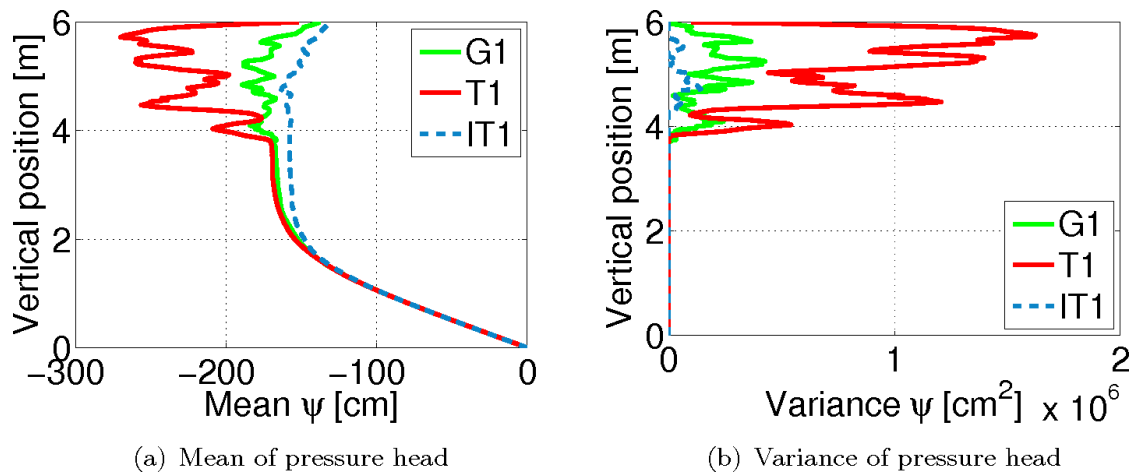 6
4
2
0
Vertical position [m]
G1
T1
IT1
−300
−200
−100
0
Mean ψ [cm]
(a) Mean of pressure head
6
4
2
0
Vertical position [m]
G1
T1
IT1
0
1
2
Variance ψ [cm²] x 10⁶
(b) Variance of pressure head